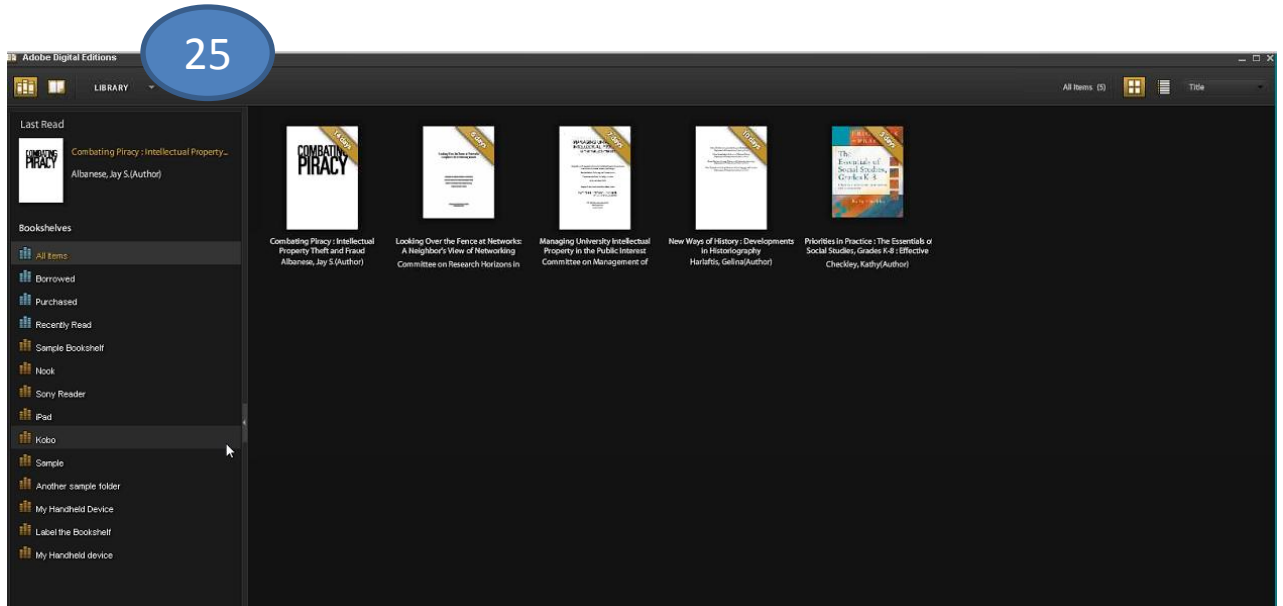 25
Adobe Digital Editions
LIBRARY
All Items (5)
Title
Last Read
COMBATING
PIRACY
Combating Piracy : Intellectual Property...
Albanese, Jay S.(Author)
Bookshelves
All Items
Borrowed
Purchased
Recently Read
Sample Bookshelf
Nook
Sony Reader
iPad
Kobo
Sample
Another sample folder
My Handheld Device
Label the Bookshelf
My Handheld device
14 days
COMBATING
PIRACY
Combating Piracy : Intellectual
Property Theft and Fraud
Albanese, Jay S.(Author)
6 days
Looking Over the Fence at Networks:
A Neighbor's View of Networking
Committee on Research Horizons in
7 days
Managing University Intellectual
Property in the Public Interest
Committee on Management of
10 days
New Ways of History : Developments
in Historiography
Harlaftis, Gelina(Author)
5 days
The
Essentials of
Social Studies,
Grades K-8
Priorities in Practice : The Essentials of
Social Studies, Grades K-8 : Effective
Checkley, Kathy(Author)